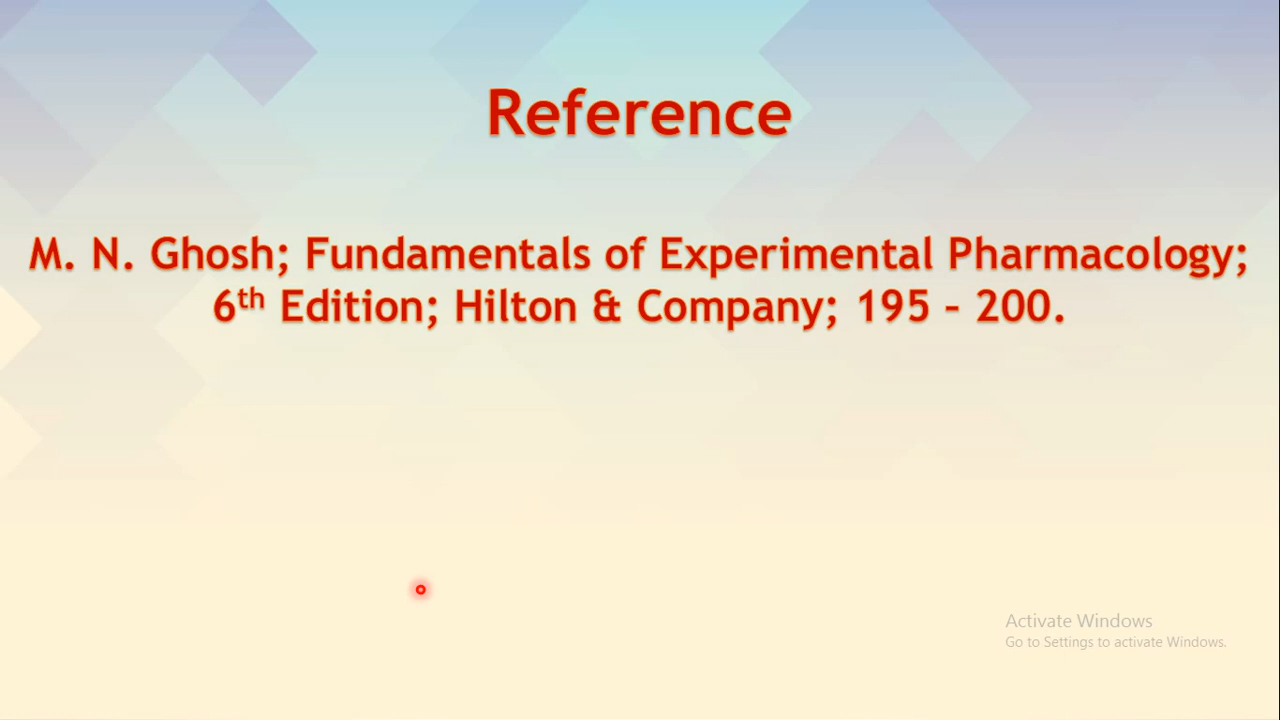 Reference
M. N. Ghosh; Fundamentals of Experimental Pharmacology;
6th Edition; Hilton & Company; 195 – 200.
Activate Windows
Go to Settings to activate Windows.